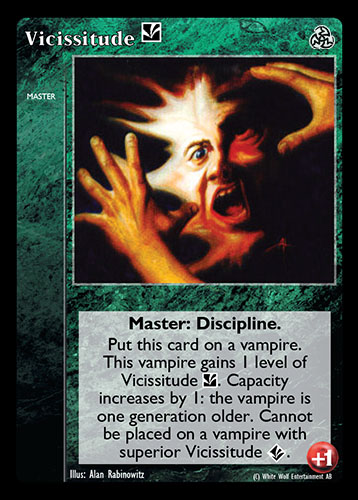 Vicissitude
MASTER
Master: Discipline.
Put this card on a vampire.
This vampire gains 1 level of
Vicissitude . Capacity
increases by 1: the vampire is
one generation older. Cannot
be placed on a vampire with
superior Vicissitude .
+1
Illus: Alan Rabinowitz
(C) White Wolf Entertainment AB